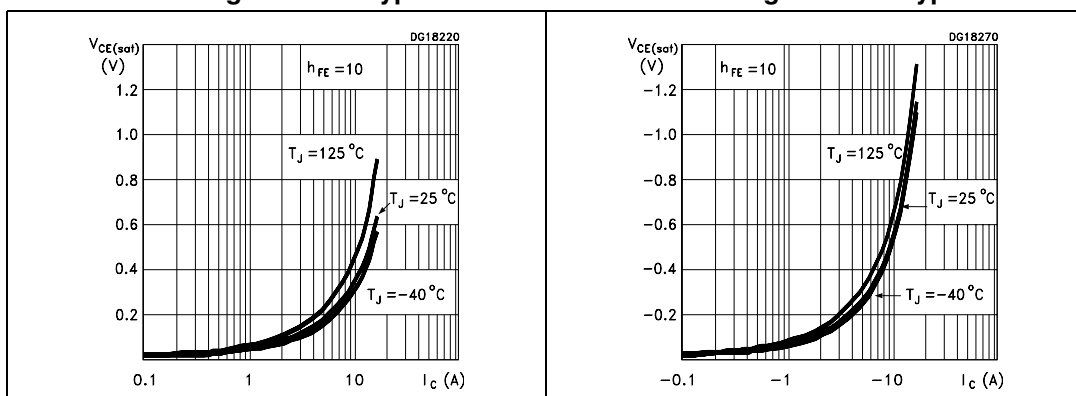 DG18220
VCE(sat)
(V)
hFE=10
1.2
1.0
TJ=125°C
0.8
TJ=25°C
0.6
0.4
TJ=-40°C
0.2
0.1 1 10 IC (A)
DG18270
VCE(sat)
(V)
hFE=10
-1.2
-1.0
TJ=125°C
-0.8
TJ=25°C
-0.6
-0.4
TJ=-40°C
-0.2
-0.1 -1 -10 IC (A)